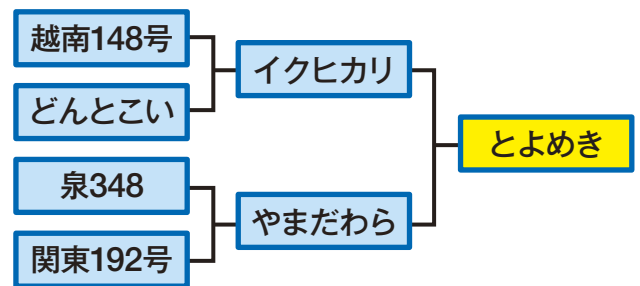 越南148号
どんとこい
イクヒカリ
泉348
関東192号
やまだわら
とよめき